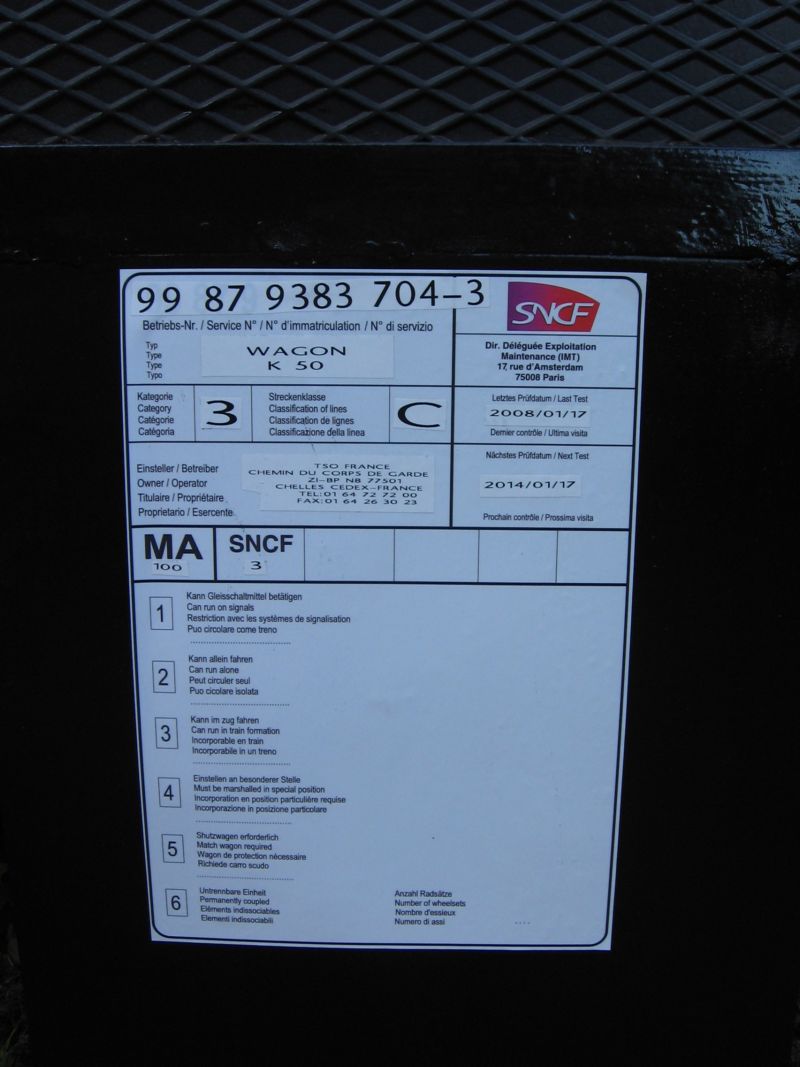 99 87 9383 704-3
Betriebs-Nr. / Service N° / N° d'immatriculation / N° di servizio
SNCF
Dir. Déléguée Exploitation
Maintenance (IMT)
17, rue d'Amsterdam
75008 Paris
Typ
Type
Type
Typo
WAGON
K 50
Kategorie
Category
Catégorie
Catégoria
3
Streckenklasse
Classification of lines
Classification de lignes
Classificazione della linea
C
Letztes Prüfdatum / Last Test
2008/01/17
Dernier contrôle / Ultima visita
Einsteller / Betreiber
Owner / Operator
Titulaire / Propriétaire
Proprietario / Esercente
TSO FRANCE
CHEMIN DU CORPS DE GARDE
ZI-BP N8 77501
CHELLES CEDEX-FRANCE
TEL:01 64 72 72 00
FAX:01 64 26 30 23
Nächstes Prüfdatum / Next Test
2014/01/17
Prochain contrôle / Prossima visita
MA
100
SNCF
3
1
Kann Gleisschaltmittel betätigen
Can run on signals
Restriction avec les systèmes de signalisation
Puo circolare come treno
2
Kann allein fahren
Can run alone
Peut circuler seul
Puo cicolare isolata
3
Kann im zug fahren
Can run in train formation
Incorporable en train
Incorporabile in un treno
4
Einstellen an besonderer Stelle
Must be marshalled in special position
Incorporation en position particulière requise
Incorporazione in posizione particolare
5
Shutzwagen erforderlich
Match wagon required
Wagon de protection nécessaire
Richiede carro scudo
6
Untrennbare Einheit
Permanently coupled
Eléments indissociables
Elementi indissociabili
Anzahl Radsätze
Number of wheelsets
Nombre d'essieux
Numero di assi